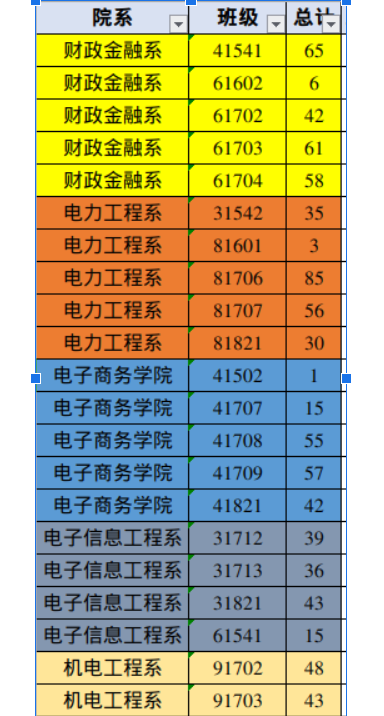 院系 班级 总计
财政金融系 41541 65
财政金融系 61602 6
财政金融系 61702 42
财政金融系 61703 61
财政金融系 61704 58
电力工程系 31542 35
电力工程系 81601 3
电力工程系 81706 85
电力工程系 81707 56
电力工程系 81821 30
电子商务学院 41502 1
电子商务学院 41707 15
电子商务学院 41708 55
电子商务学院 41709 57
电子商务学院 41821 42
电子信息工程系 31712 39
电子信息工程系 31713 36
电子信息工程系 31821 43
电子信息工程系 61541 15
机电工程系 91702 48
机电工程系 91703 43